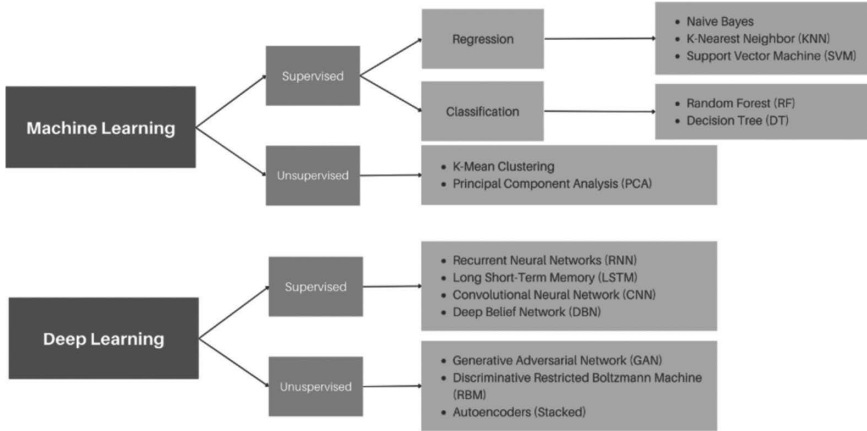 Machine Learning
Supervised
Regression
• Naive Bayes
• K-Nearest Neighbor (KNN)
• Support Vector Machine (SVM)
Classification
• Random Forest (RF)
• Decision Tree (DT)
Unsupervised
• K-Mean Clustering
• Principal Component Analysis (PCA)
Deep Learning
Supervised
• Recurrent Neural Networks (RNN)
• Long Short-Term Memory (LSTM)
• Convolutional Neural Network (CNN)
• Deep Belief Network (DBN)
Unuspervised
• Generative Adversarial Network (GAN)
• Discriminative Restricted Boltzmann Machine
(RBM)
• Autoencoders (Stacked)